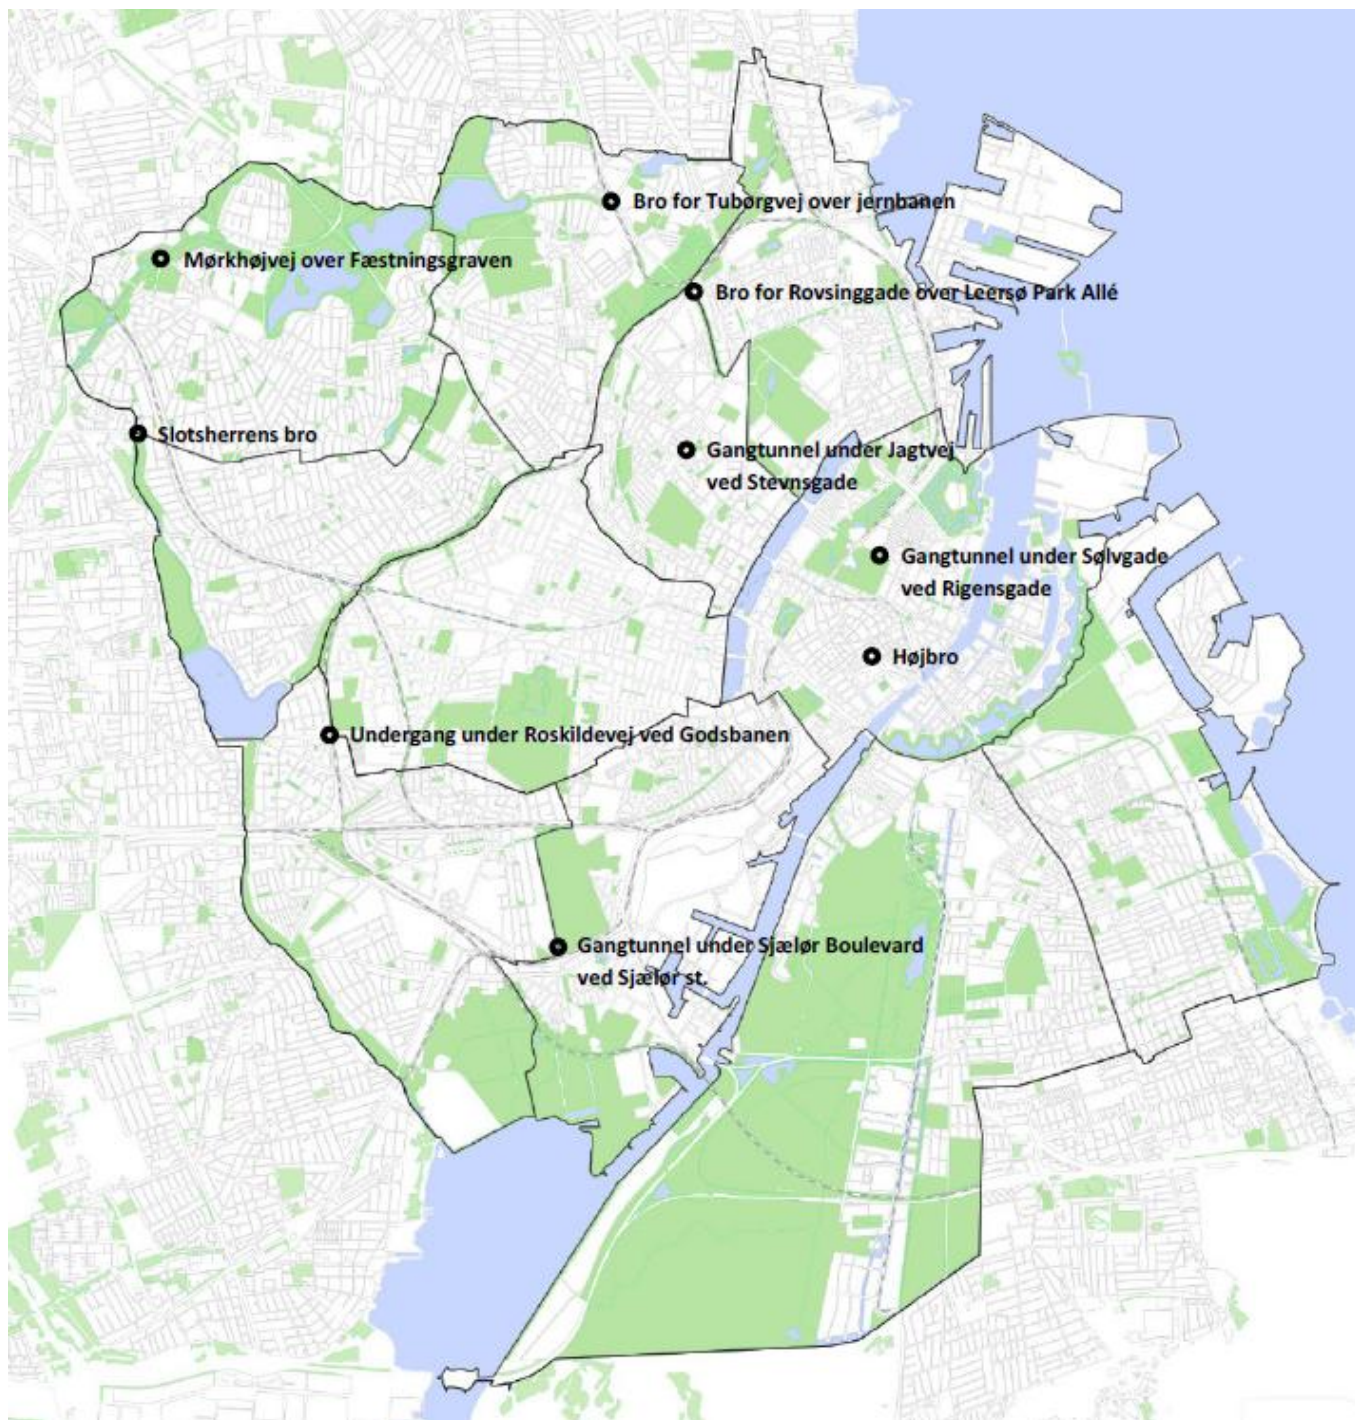 Bro for Tuborgvej over jernbanen
Mørkhøjvej over Fæstningsgraven
Bro for Rovsinggade over Leersø Park Allé
Slotsherrens bro
Gangtunnel under Jagtvej
ved Stevnsgade
Gangtunnel under Sølvgade
ved Rigensgade
Højbro
Undergang under Roskildevej ved Godsbanen
Gangtunnel under Sjælør Boulevard
ved Sjælør st.